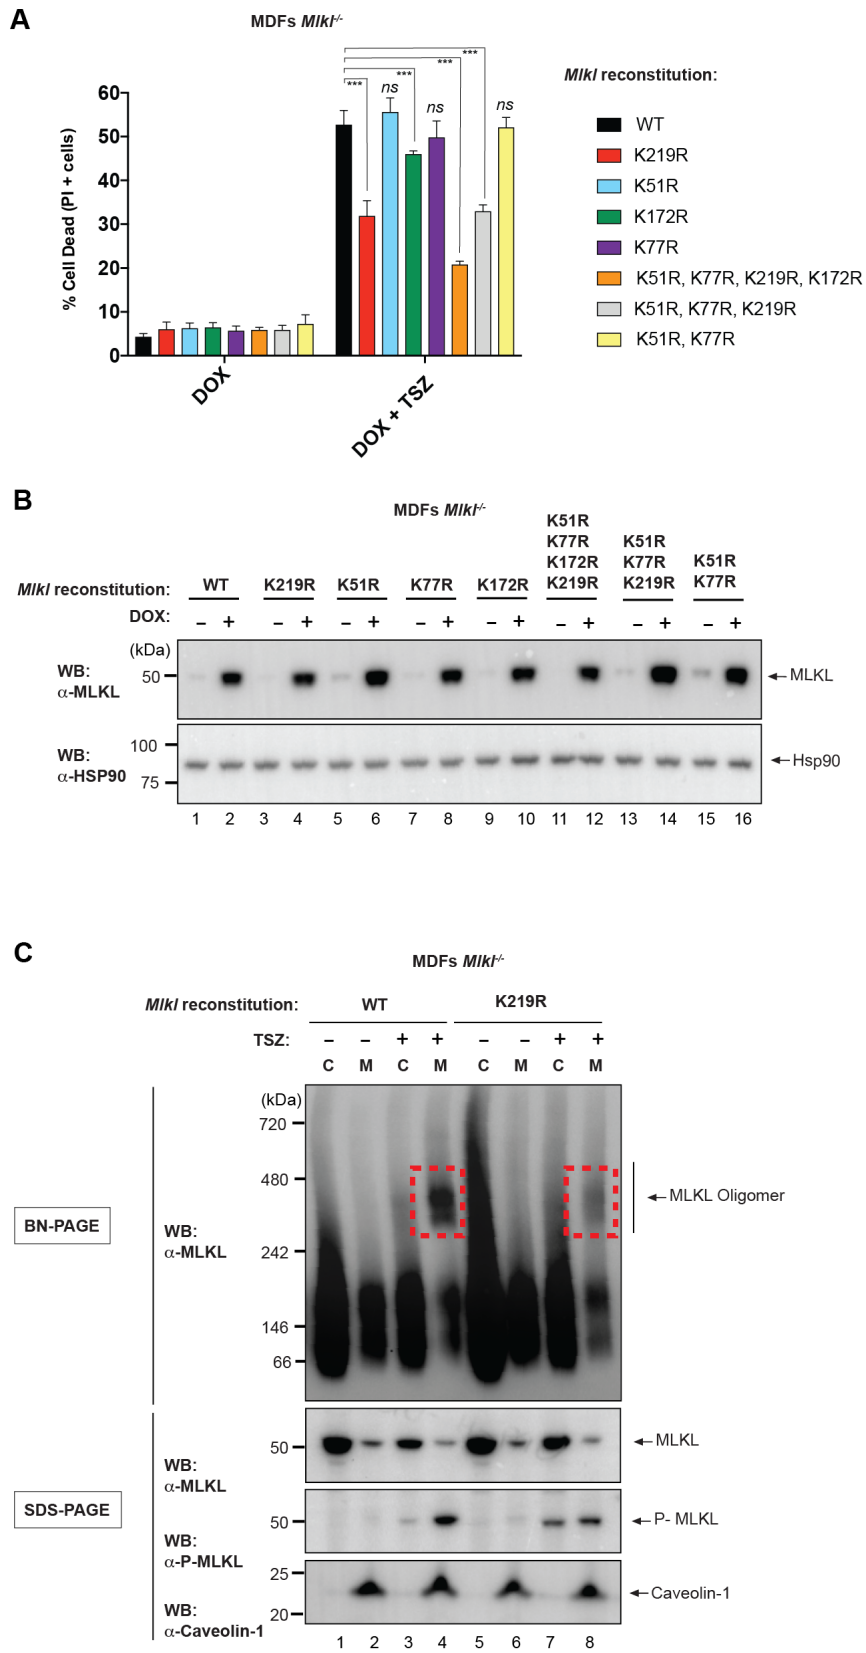 A
MDFs Mlkl-/-
Mlkl reconstitution:
% Cell Dead (PI + cells)
60
50
40
30
20
10
0
***
ns
***
ns
***
***
ns
DOX
DOX + TSZ
WT
K219R
K51R
K172R
K77R
K51R, K77R, K219R, K172R
K51R, K77R, K219R
K51R, K77R
B
MDFs Mlkl-/-
Mlkl reconstitution:
WT
K219R
K51R
K77R
K172R
K51R
K77R
K172R
K219R
K51R
K77R
K219R
K51R
K77R
DOX: – + – + – + – + – + – + – + – +
(kDa)
WB:
α-MLKL
50
MLKL
WB:
α-HSP90
100
75
Hsp90
1 2 3 4 5 6 7 8 9 10 11 12 13 14 15 16
C
MDFs Mlkl-/-
Mlkl reconstitution: WT K219R
TSZ: – – + + – – + +
C M C M C M C M
(kDa)
720
480
242
146
66
BN-PAGE
WB:
α-MLKL
MLKL Oligomer
SDS-PAGE
WB:
α-MLKL
50
MLKL
WB:
α-P-MLKL
50
P- MLKL
WB:
α-Caveolin-1
25
20
Caveolin-1
1 2 3 4 5 6 7 8